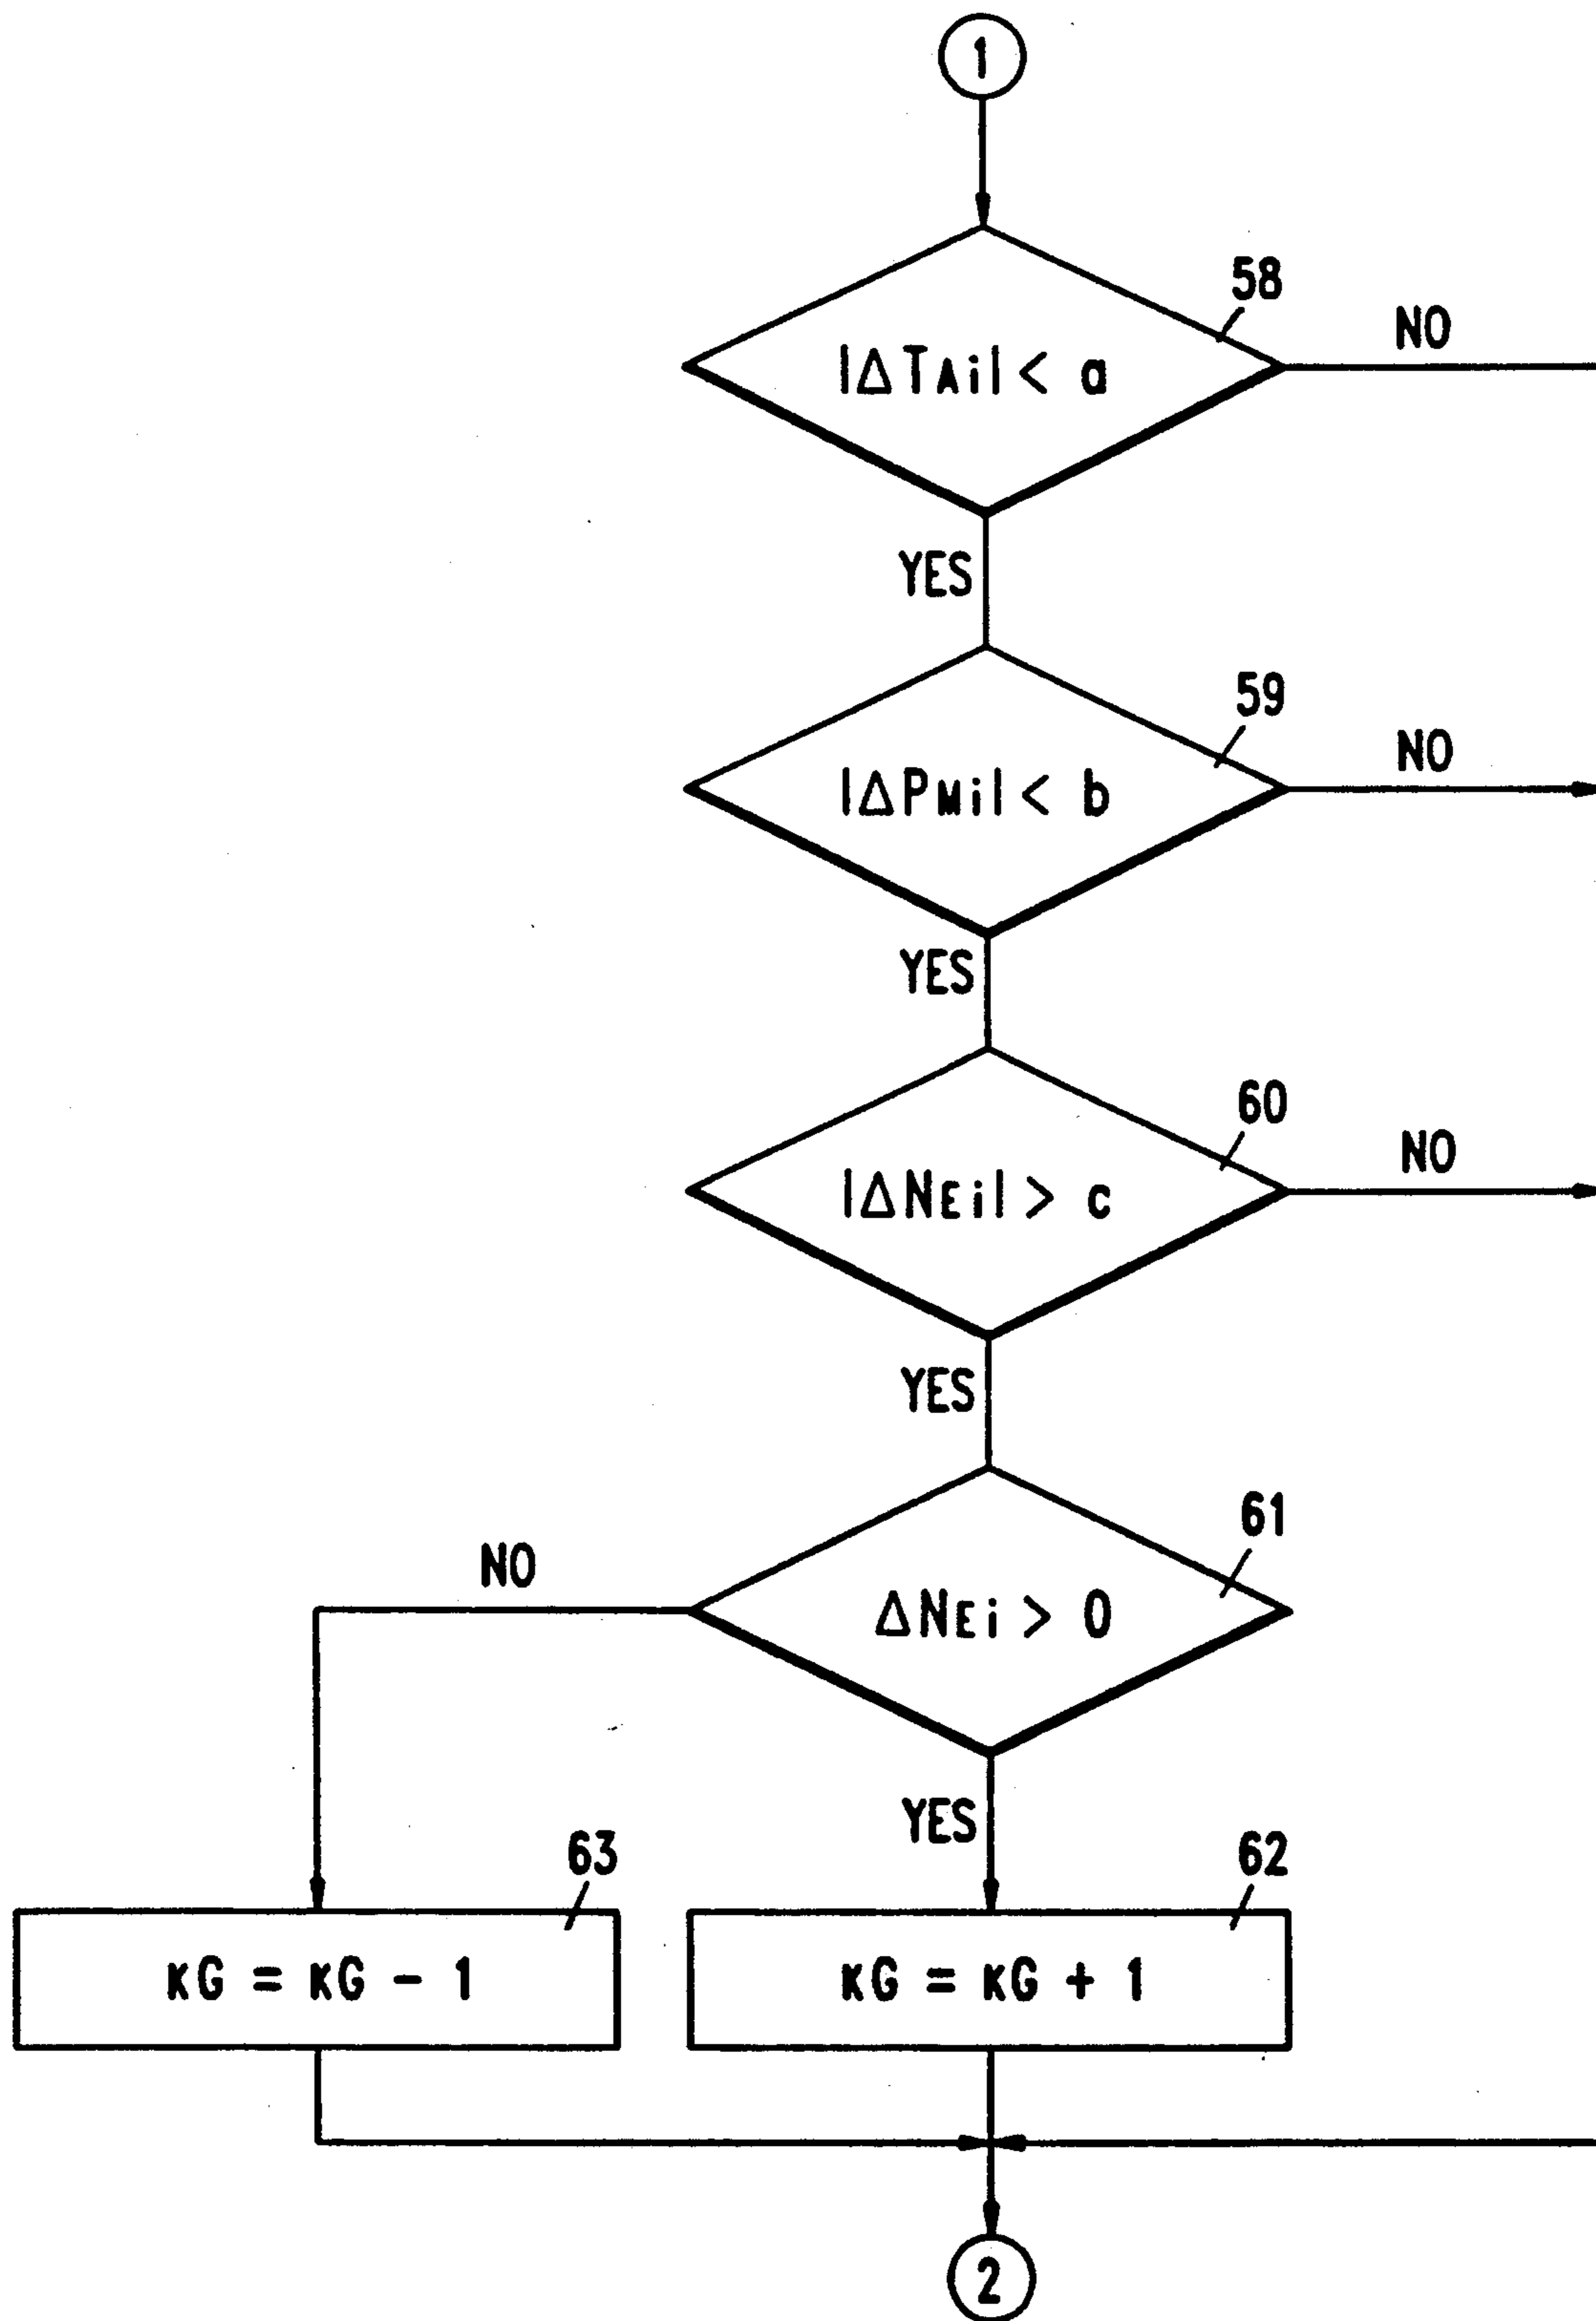 1
58
NO
|ΔTAi| < a
YES
59
NO
|ΔPMi| < b
YES
60
NO
|ΔNEi| > c
YES
61
NO
ΔNEi > 0
YES
63
62
KG = KG - 1
KG = KG + 1
2